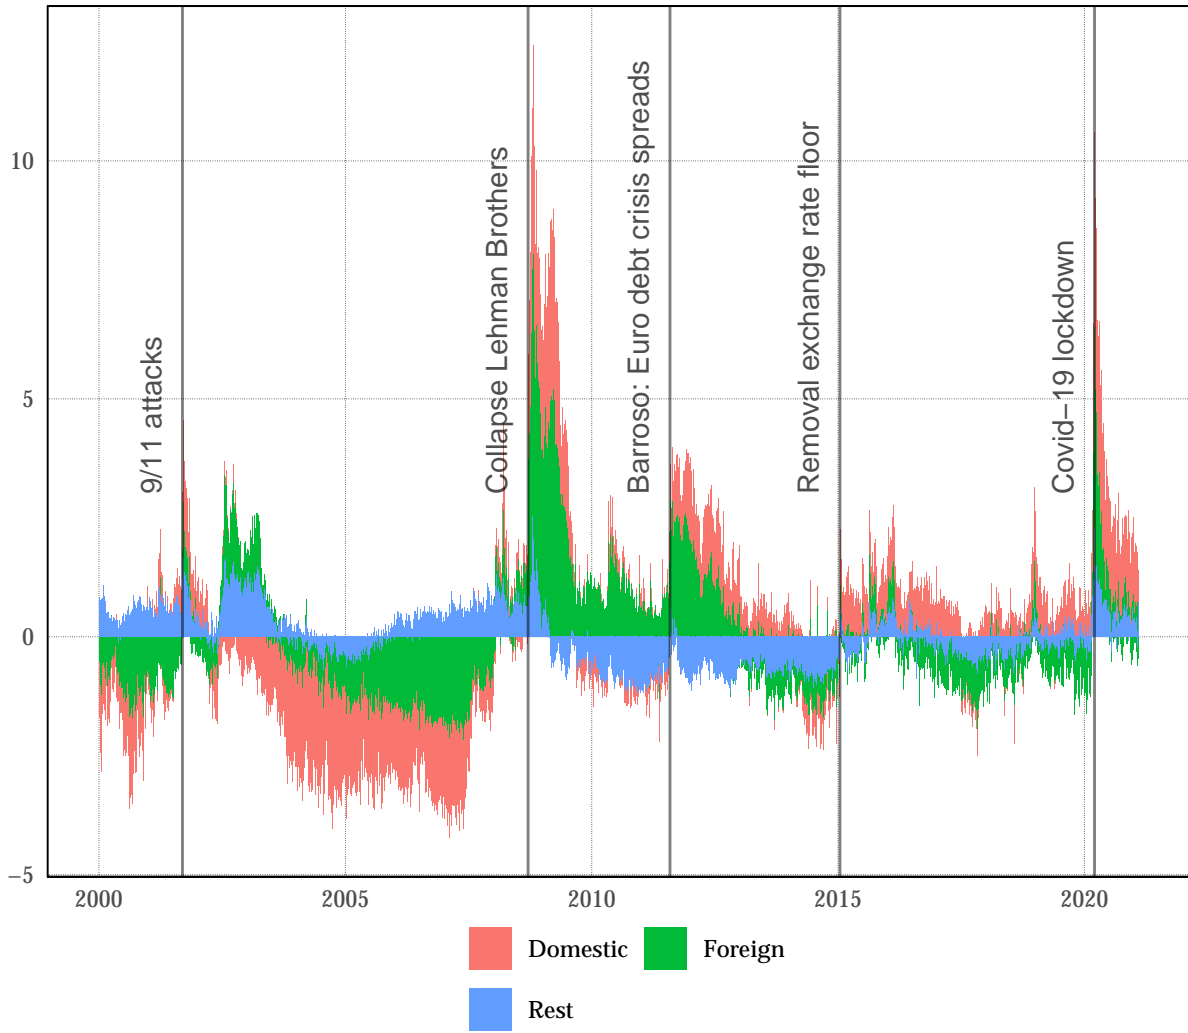 10
5
0
−5
9/11 attacks
Collapse Lehman Brothers
Barroso: Euro debt crisis spreads
Removal exchange rate floor
Covid−19 lockdown
2000
2005
2010
2015
2020
Domestic
Foreign
Rest